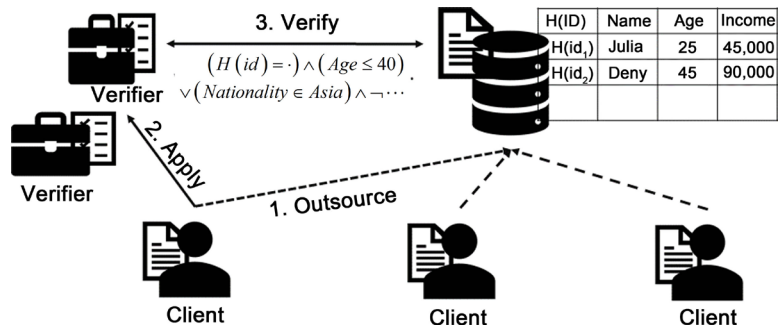 3. Verify
(H(id)=·)∧(Age≤40)
∨(Nationality∈Asia)∧¬⋯
Verifier
Verifier
2. Apply
1. Outsource
H(ID) Name Age Income
H(id₁) Julia 25 45,000
H(id₂) Deny 45 90,000
Client
Client
Client